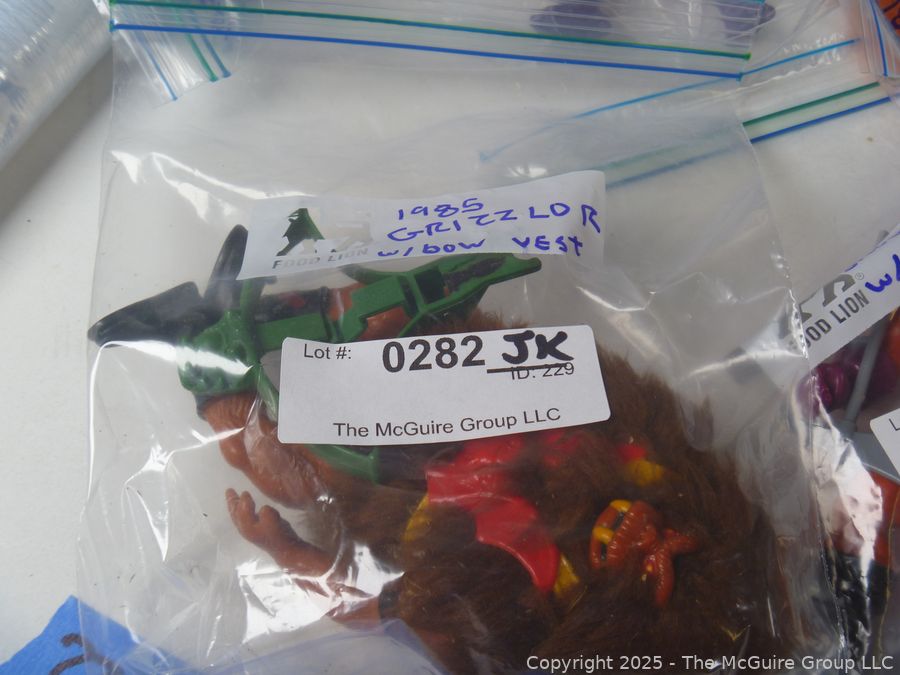 1985
GRIZZLOR
W/BOW VEST
FOOD LION
Lot #: 0282 JK
ID: 229
The McGuire Group LLC
W/
FOOD LION®
L
Copyright © 2025 - The McGuire Group LLC